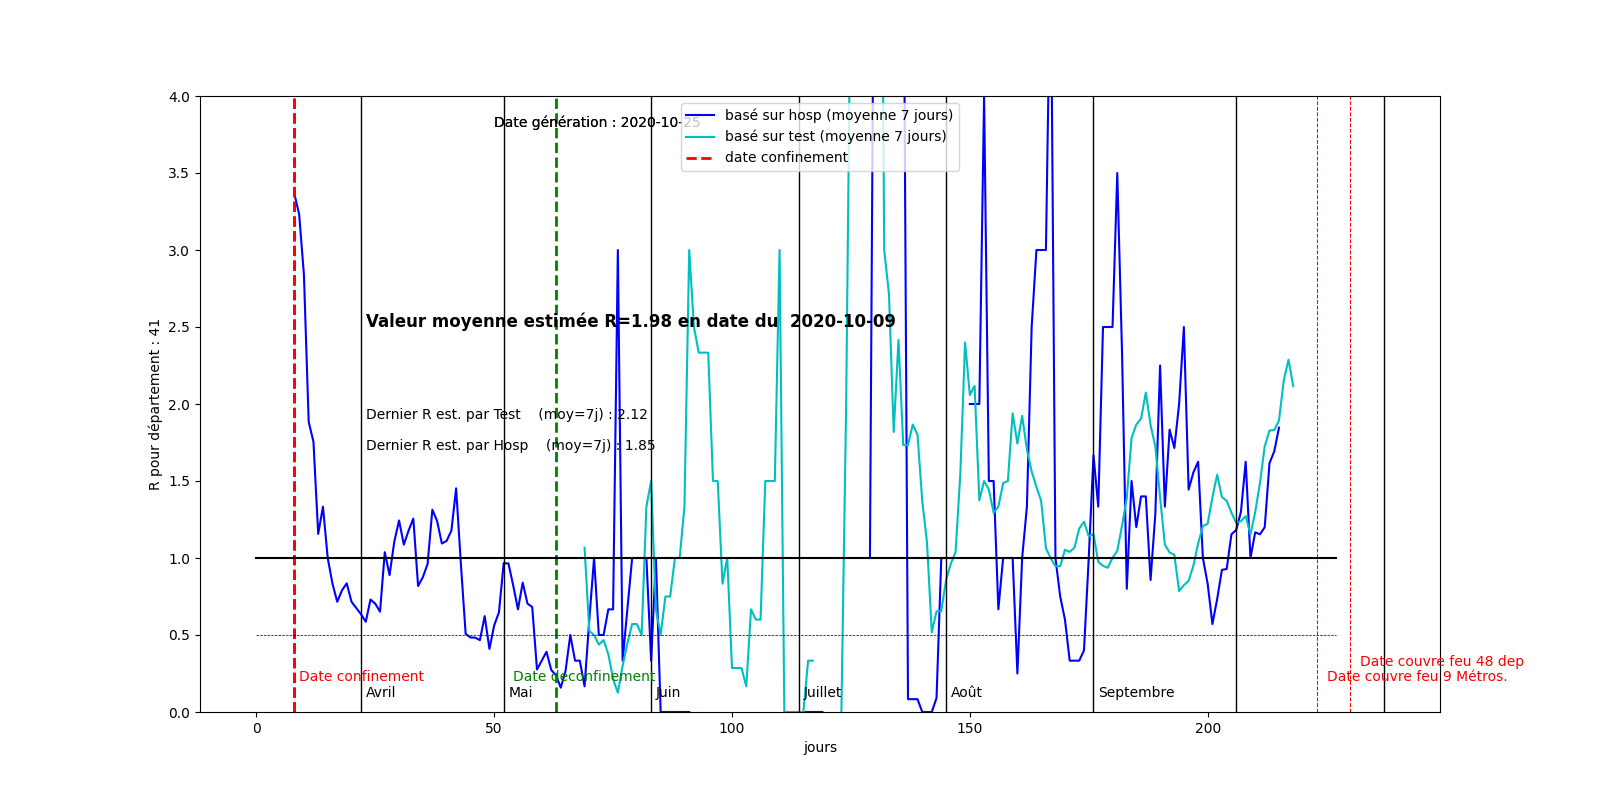 4.0
3.5
3.0
2.5
2.0
1.5
1.0
0.5
0.0
R pour département : 41
Date génération : 2020-10-25
basé sur hosp (moyenne 7 jours)
basé sur test (moyenne 7 jours)
date confinement
Valeur moyenne estimée R=1.98 en date du  2020-10-09
Dernier R est. par Test    (moy=7j) : 2.12
Dernier R est. par Hosp    (moy=7j) : 1.85
Date couvre feu 48 dep
Date confinement
Date déconfinement
Date couvre feu 9 Métros.
Avril
Mai
Juin
Juillet
Août
Septembre
0
50
100
150
200
jours